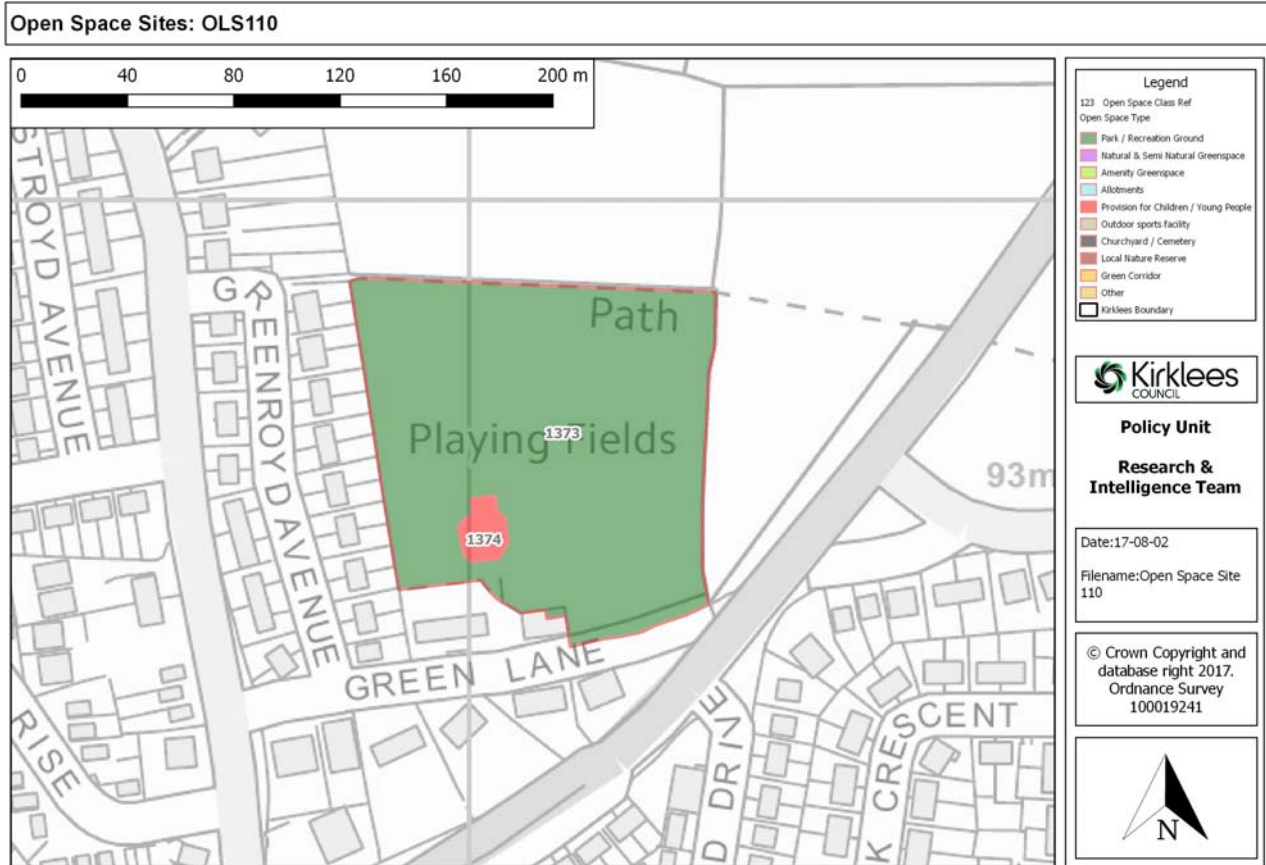 Open Space Sites: OLS110
0 40 80 120 160 200 m
STROYD AVENUE
G
GREENROYD AVENUE
Path
Playing Fields
1373
1374
93m
GREEN LANE
RISE
E
D DRIVE
K CRESCENT
Legend
123 Open Space Class Ref
Open Space Type
Park / Recreation Ground
Natural & Semi Natural Greenspace
Amenity Greenspace
Allotments
Provision for Children / Young People
Outdoor sports facility
Churchyard / Cemetery
Local Nature Reserve
Green Corridor
Other
Kirklees Boundary
Kirklees
COUNCIL
Policy Unit
Research &
Intelligence Team
Date:17-08-02
Filename:Open Space Site
110
© Crown Copyright and
database right 2017.
Ordnance Survey
100019241
N